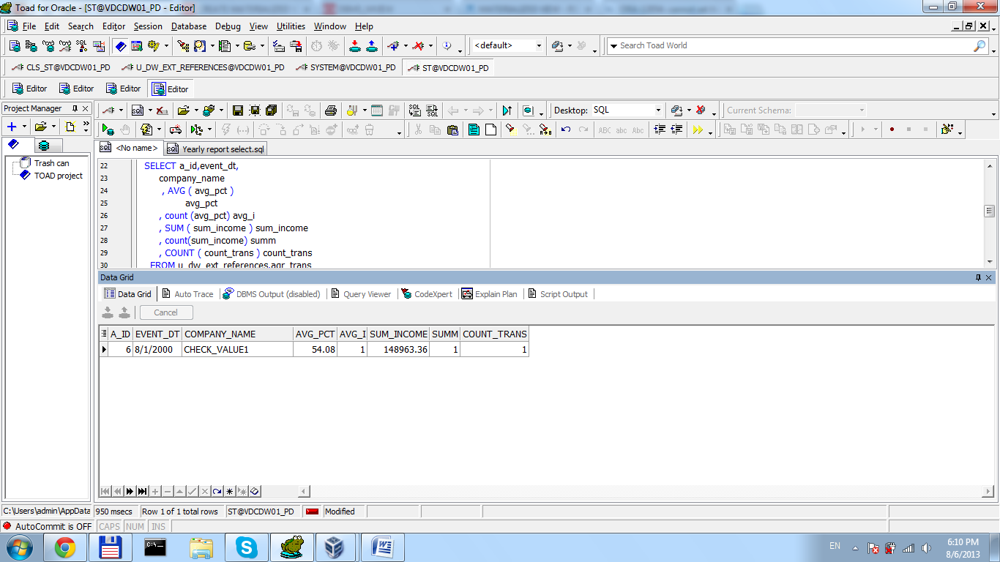 Toad for Oracle - [ST@VDCDW01_PD - Editor]
File Edit Search Editor Session Database Debug View Utilities Window Help
SQL <default> Search Toad World
CLS_ST@VDCDW01_PD U_DW_EXT_REFERENCES@VDCDW01_PD SYSTEM@VDCDW01_PD ST@VDCDW01_PD
Editor Editor Editor Editor
Project Manager
Desktop: SQL Current Schema:
ABC abc Abc
<No name> Yearly report select.sql
Trash can
TOAD project
22 SELECT a_id,event_dt,
23 company_name
24 , AVG ( avg_pct )
25 avg_pct
26 , count (avg_pct) avg_i
27 , SUM ( sum_income ) sum_income
28 , count(sum_income) summ
29 , COUNT ( count_trans ) count_trans
30 FROM u_dw_ext_references.agr_trans
Data Grid
Data Grid Auto Trace DBMS Output (disabled) Query Viewer CodeXpert Explain Plan Script Output
Cancel
A_ID EVENT_DT COMPANY_NAME AVG_PCT AVG_I SUM_INCOME SUMM COUNT_TRANS
6 8/1/2000 CHECK_VALUE1 54.08 1 148963.36 1 1
C:\Users\admin\AppData 950 msecs Row 1 of 1 total rows ST@VDCDW01_PD Modified
AutoCommit is OFF CAPS NUM INS
EN 6:10 PM
8/6/2013